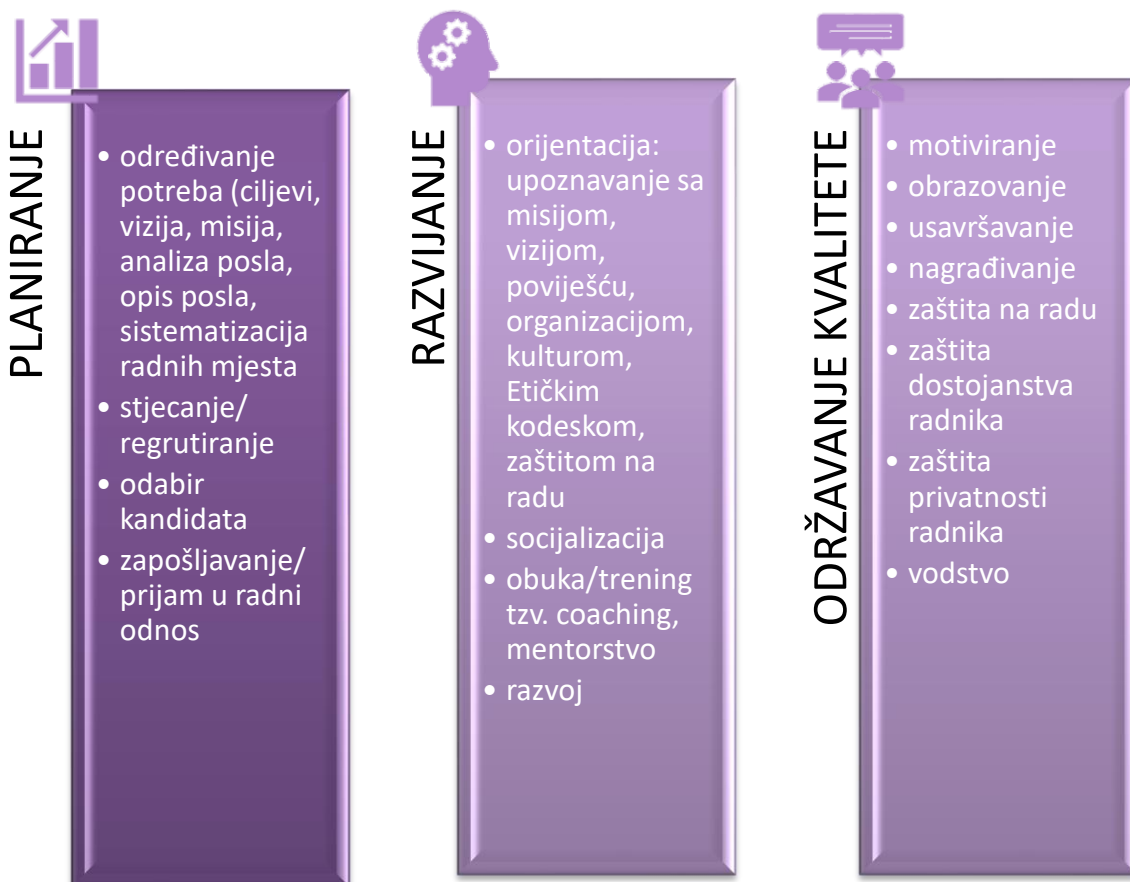 PLANIRANJE
• određivanje
potreba (ciljevi,
vizija, misija,
analiza posla,
opis posla,
sistematizacija
radnih mjesta
• stjecanje/
regrutiranje
• odabir
kandidata
• zapošljavanje/
prijam u radni
odnos
RAZVIJANJE
• orijentacija:
upoznavanje sa
misijom,
vizijom,
poviješću,
organizacijom,
kulturom,
Etičkim
kodeskom,
zaštitom na
radu
• socijalizacija
• obuka/trening
tzv. coaching,
mentorstvo
• razvoj
ODRŽAVANJE KVALITETE
• motiviranje
• obrazovanje
• usavršavanje
• nagrađivanje
• zaštita na radu
• zaštita
dostojanstva
radnika
• zaštita
privatnosti
radnika
• vodstvo